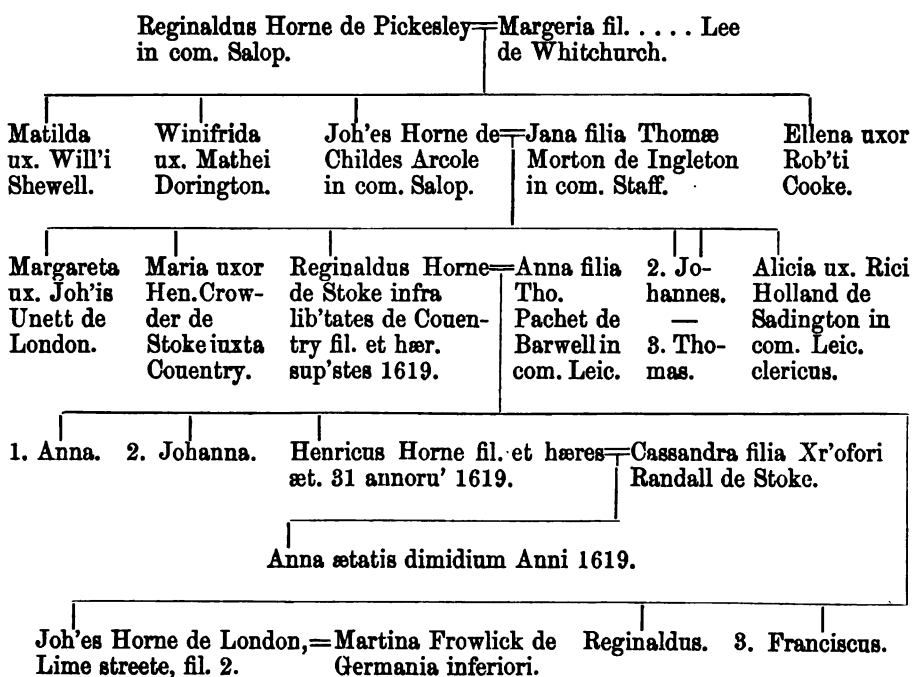 Reginaldus Horne de Pickesley=Margeria fil. . . . . . Lee
in com. Salop. de Whitchurch.
Matilda
ux. Will'i
Shewell.
Winifrida
ux. Mathei
Dorington.
Joh'es Horne de=Jana filia Thomæ
Childes Arcole Morton de Ingleton
in com. Salop. in com. Staff.
Ellena uxor
Rob'ti
Cooke.
Margareta
ux. Joh'is
Unett de
London.
Maria uxor
Hen. Crow-
der de
Stoke iuxta
Couentry.
Reginaldus Horne=
de Stoke infra
lib'tates de Couen-
try fil. et hær.
sup'stes 1619.
Anna filia
Tho.
Pachet de
Barwell in
com. Leic.
2. Jo-
hannes.
—
3. Tho-
mas.
Alicia ux. Rici
Holland de
Sadington in
com. Leic.
clericus.
1. Anna. 2. Johanna.
Henricus Horne fil. et hæres=Cassandra filia Xr'ofori
æt. 31 annoru' 1619. Randall de Stoke.
Anna ætatis dimidium Anni 1619.
Joh'es Horne de London,=Martina Frowlick de
Lime streete, fil. 2. Germania inferiori.
Reginaldus. 3. Franciscus.